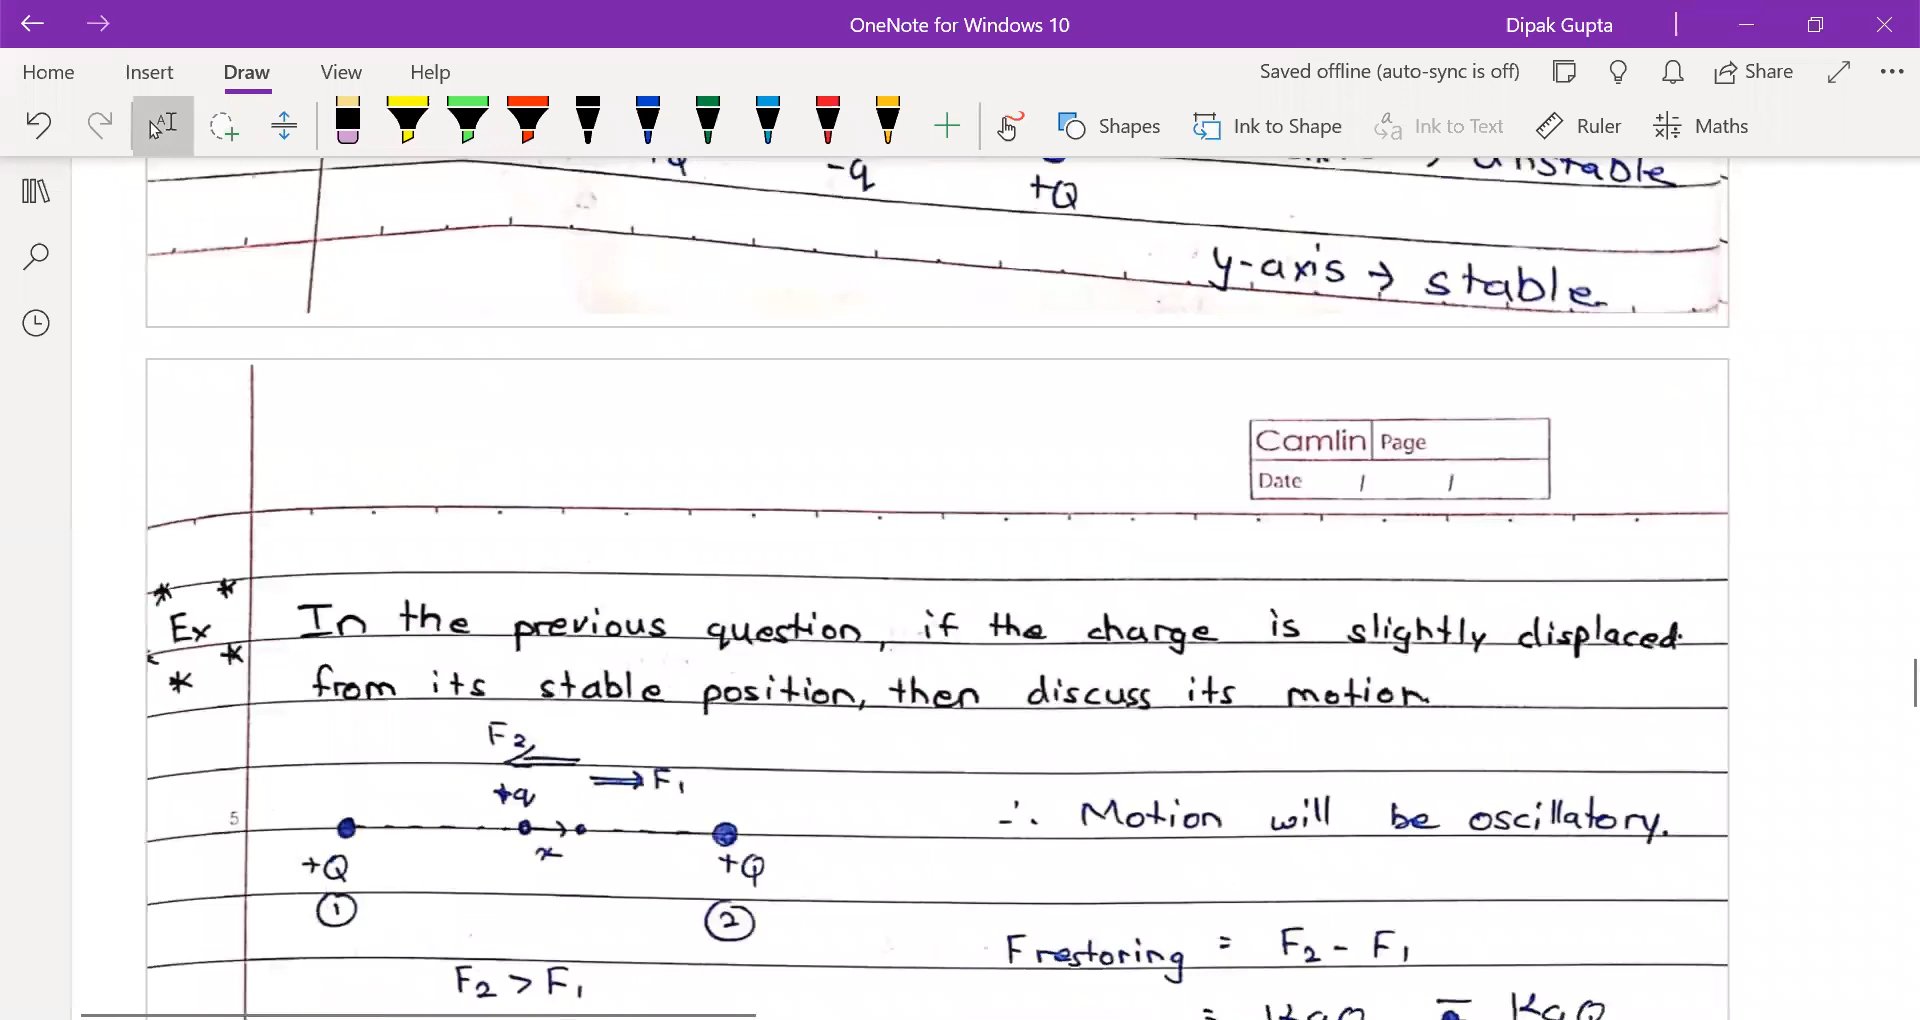 OneNote for Windows 10
Dipak Gupta
Home Insert Draw View Help
Saved offline (auto-sync is off) Share
Shapes Ink to Shape Ink to Text Ruler Maths
+q -q +Q unstable
y-axis → stable
Camlin Page
Date / /
* *
Ex In the previous question, if the charge is slightly displaced
* *
from its stable position, then discuss its motion.
F2
→ F1
+q
5
∴ Motion will be oscillatory.
x
+Q +Q
1 2
F restoring = F2 - F1
F2 > F1
= KqQ - KqQ